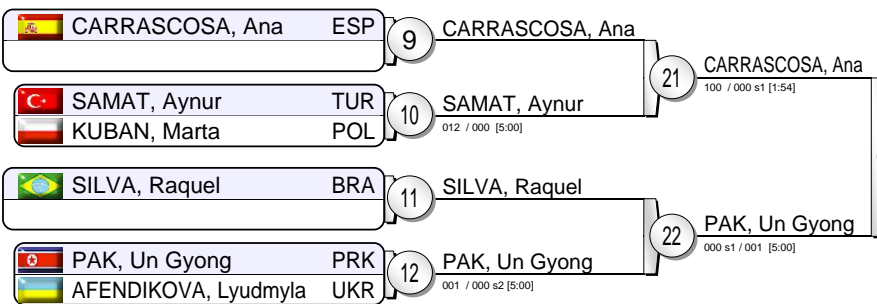 CARRASCOSA, Ana ESP
9
CARRASCOSA, Ana
21
CARRASCOSA, Ana
100 / 000 s1 [1:54]
SAMAT, Aynur TUR
KUBAN, Marta POL
10
SAMAT, Aynur
012 / 000 [5:00]
SILVA, Raquel BRA
11
SILVA, Raquel
22
PAK, Un Gyong
000 s1 / 001 [5:00]
PAK, Un Gyong PRK
AFENDIKOVA, Lyudmyla UKR
12
PAK, Un Gyong
001 / 000 s2 [5:00]